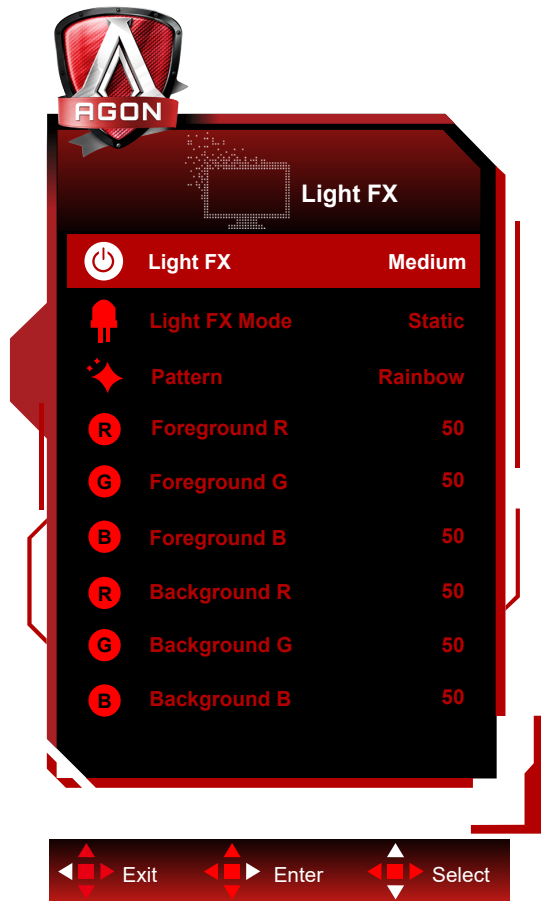 AGON
Light FX
Light FX Medium
Light FX Mode Static
Pattern Rainbow
R Foreground R 50
G Foreground G 50
B Foreground B 50
R Background R 50
G Background G 50
B Background B 50
Exit Enter Select